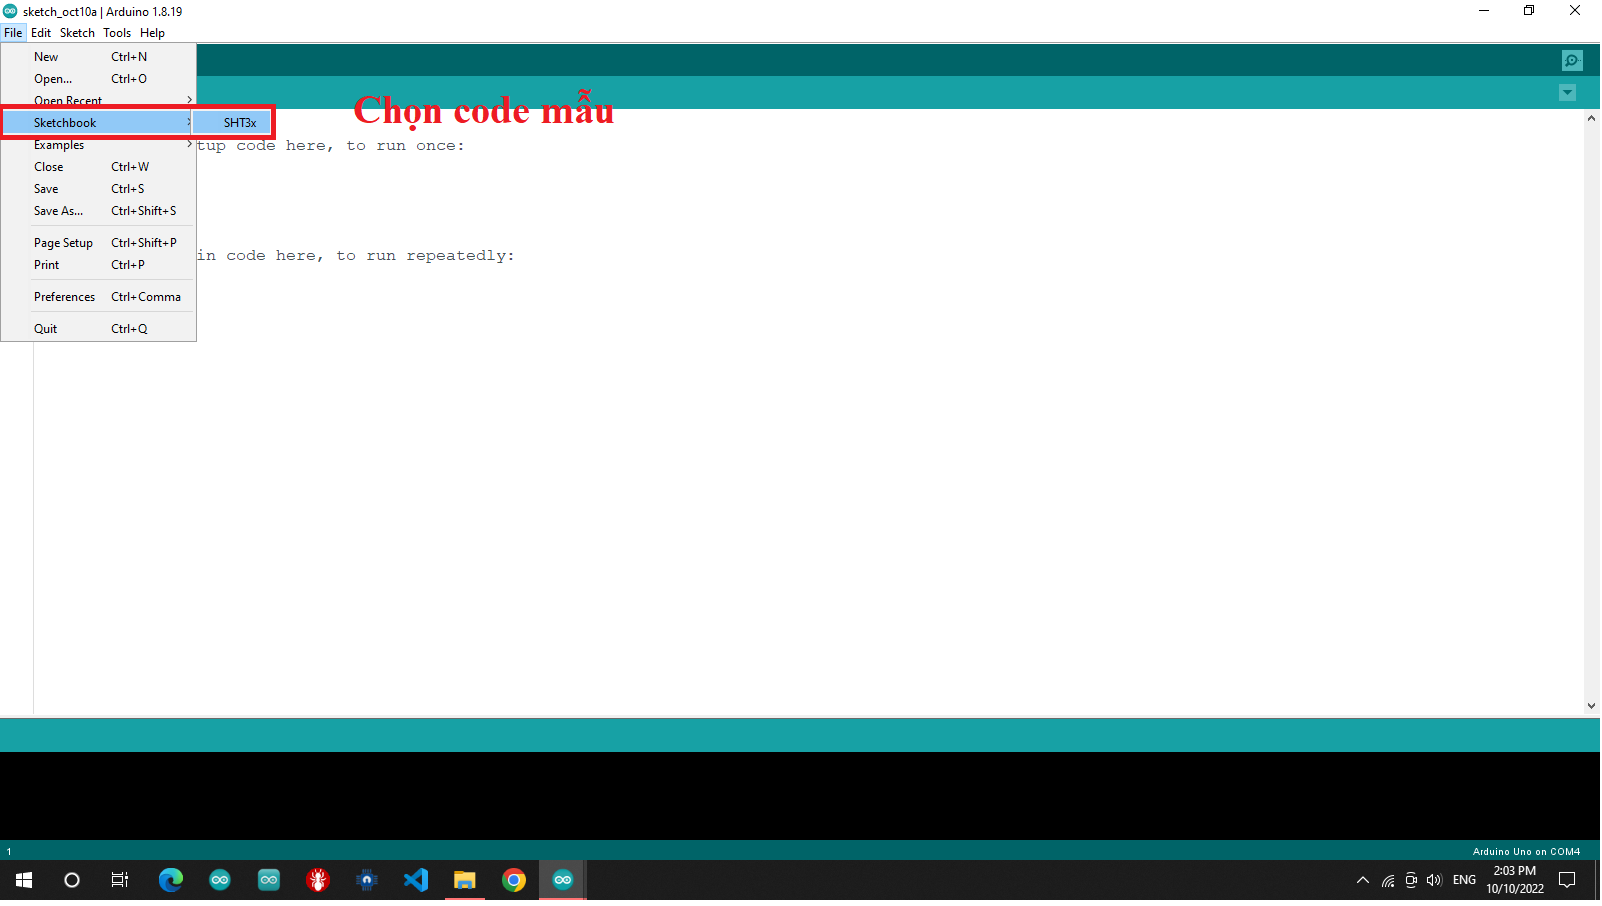 sketch_oct10a | Arduino 1.8.19
File Edit Sketch Tools Help
New Ctrl+N
Open... Ctrl+O
Open Recent
Chọn code mẫu
Sketchbook SHT3x
Examples
tup code here, to run once:
Close Ctrl+W
Save Ctrl+S
Save As... Ctrl+Shift+S
Page Setup Ctrl+Shift+P
in code here, to run repeatedly:
Print Ctrl+P
Preferences Ctrl+Comma
Quit Ctrl+Q
1 Arduino Uno on COM4
ENG
2:03 PM
10/10/2022